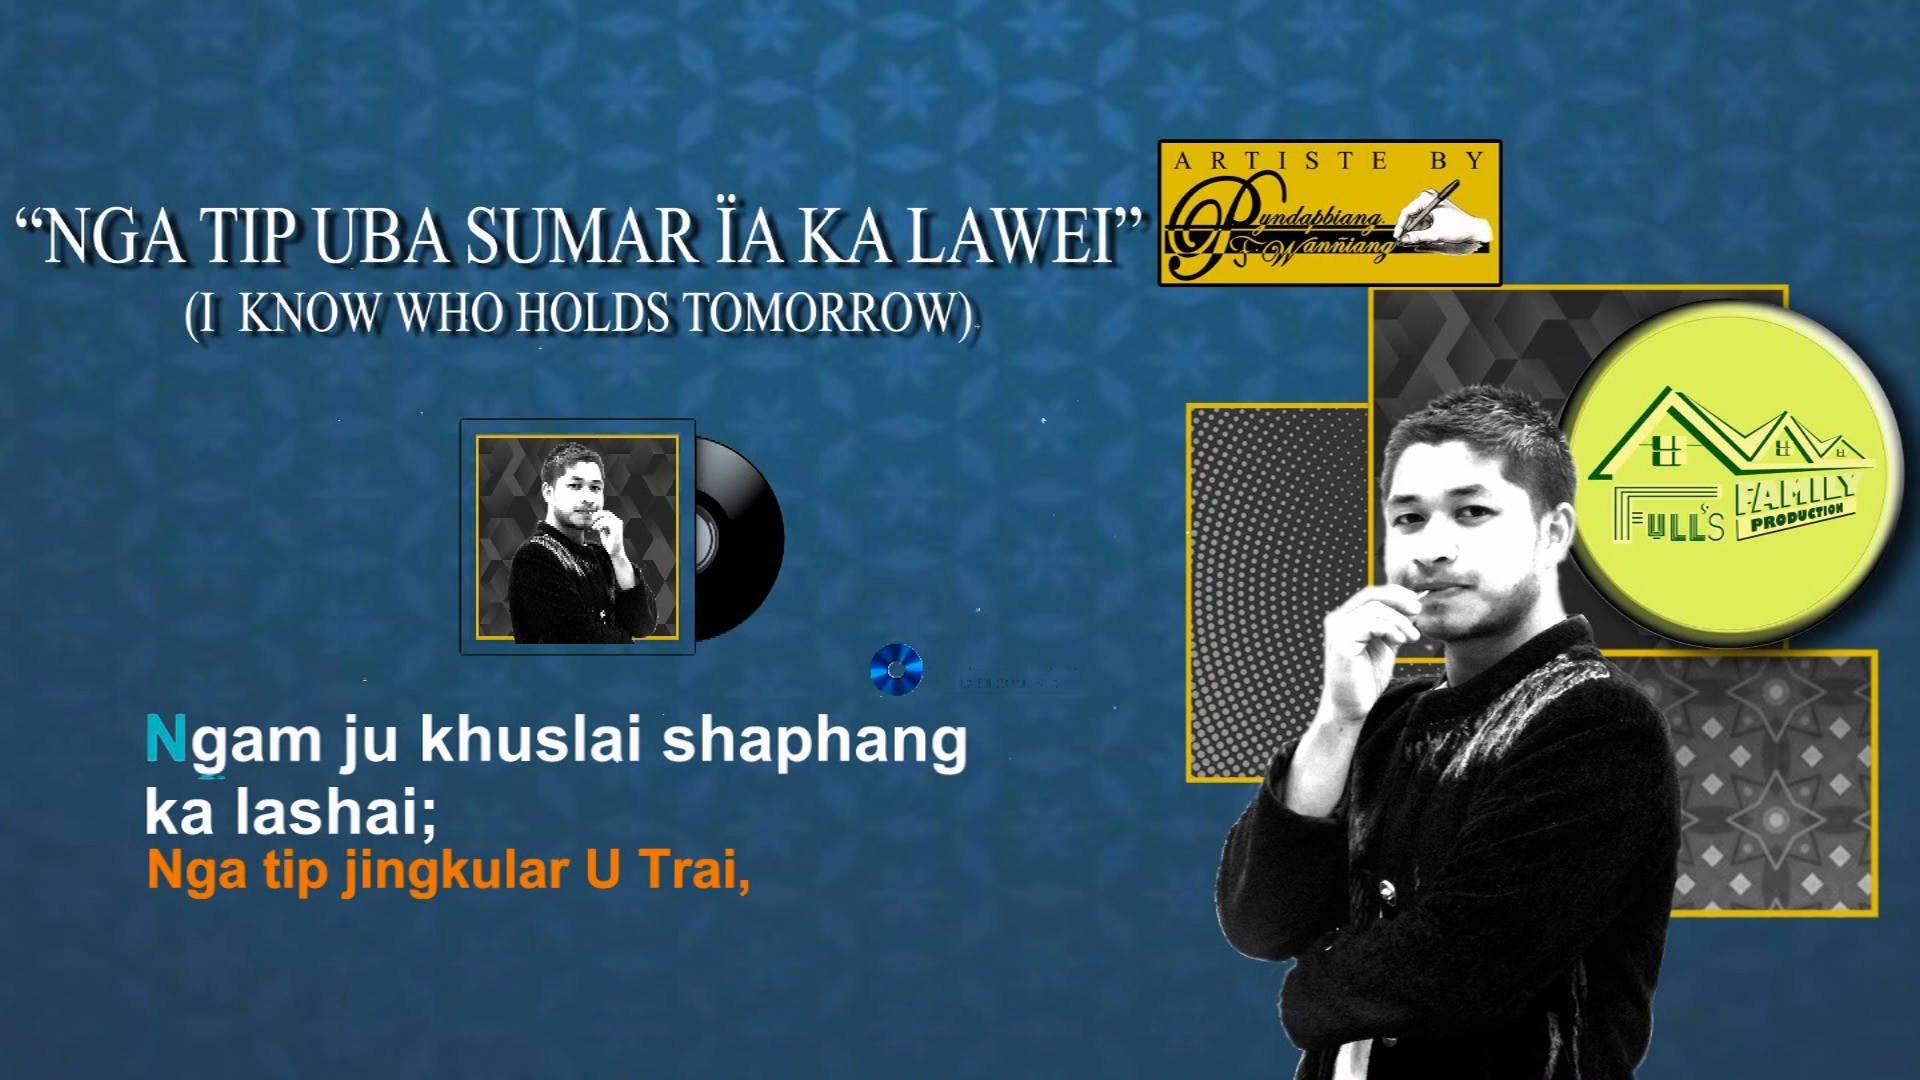 “NGA TIP UBA SUMAR ÏA KA LAWEI”
(I KNOW WHO HOLDS TOMORROW)
ARTISTE BY
Pyndapbiang.
T. Wanñiang
FULL'S FAMILY
PRODUCTION
Ngam ju khuslai shaphang
ka lashai;
Nga tip jingkular U Trai,